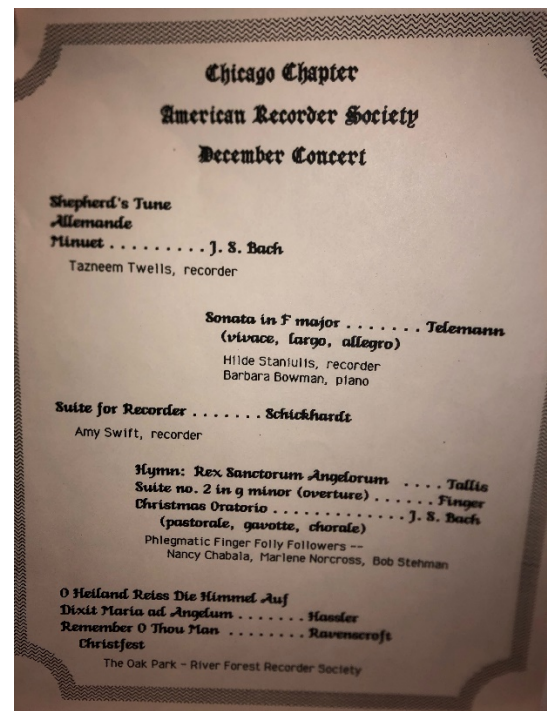 Chicago Chapter
American Recorder Society
December Concert
Shepherd's Tune
Allemande
Minuet . . . . . . . . . J. S. Bach
Tazneem Twells, recorder
Sonata in F major . . . . . . . Telemann
(vivace, largo, allegro)
Hilde Staniulis, recorder
Barbara Bowman, piano
Suite for Recorder . . . . . . . Schickhardt
Amy Swift, recorder
Hymn: Rex Sanctorum Angelorum . . . . Tallis
Suite no. 2 in g minor (overture) . . . . . . Finger
Christmas Oratorio . . . . . . . . . . . . . J. S. Bach
(pastorale, gavotte, chorale)
Phlegmatic Finger Folly Followers --
Nancy Chabala, Marlene Norcross, Bob Stehman
O Heiland Reiss Die Himmel Auf
Dixit Maria ad Angelum . . . . . . . Hassler
Remember O Thou Man . . . . . . . . Ravenscroft
Christfest
The Oak Park - River Forest Recorder Society